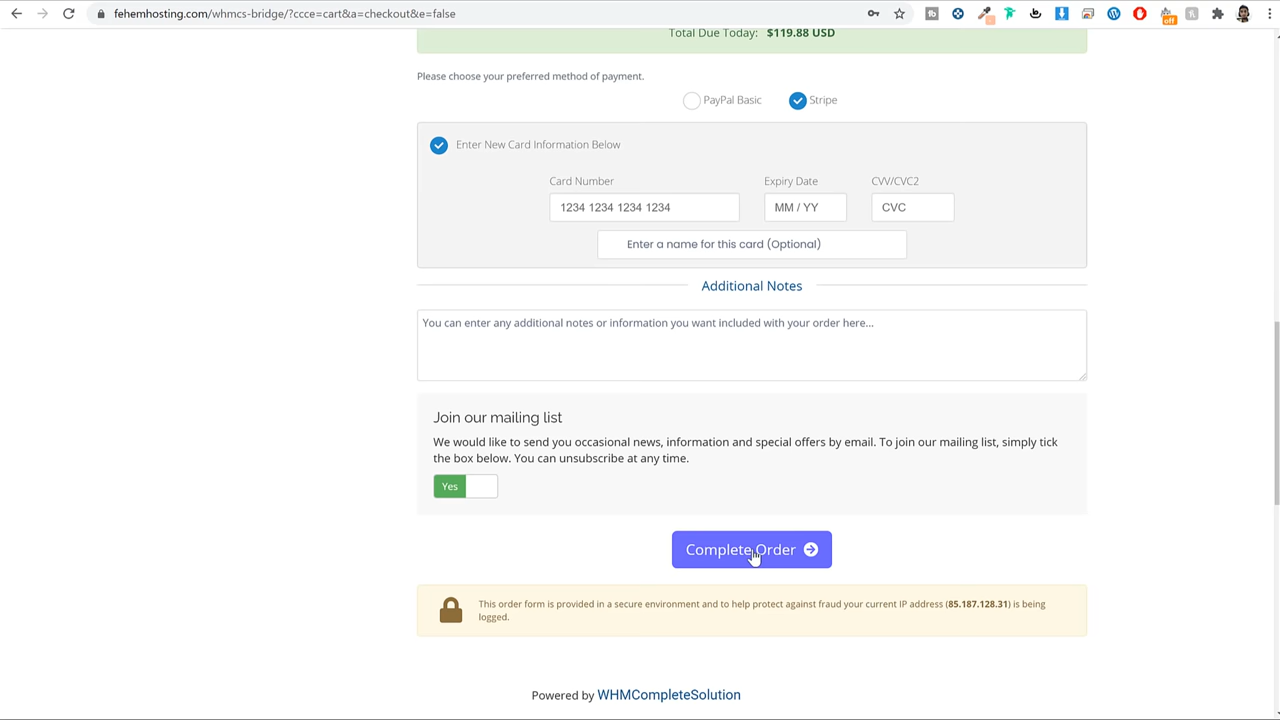 fehemhosting.com/whmcs-bridge/?ccce=cart&a=checkout&e=false
off
Total Due Today: $119.88 USD
Please choose your preferred method of payment.
PayPal Basic
Stripe
Enter New Card Information Below
Card Number
Expiry Date
CVV/CVC2
1234 1234 1234 1234
MM / YY
CVC
Enter a name for this card (Optional)
Additional Notes
You can enter any additional notes or information you want included with your order here...
Join our mailing list
We would like to send you occasional news, information and special offers by email. To join our mailing list, simply tick
the box below. You can unsubscribe at any time.
Yes
Complete Order
This order form is provided in a secure environment and to help protect against fraud your current IP address (85.187.128.31) is being
logged.
Powered by WHMCompleteSolution